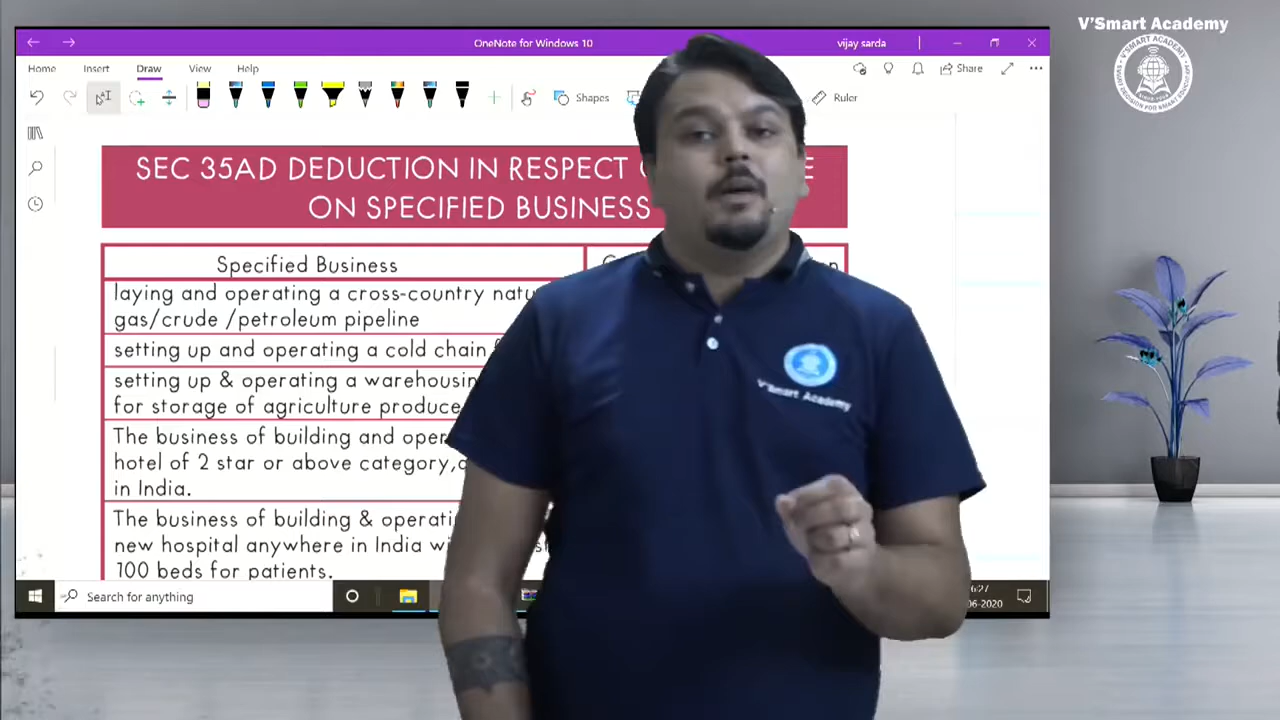 V'Smart Academy
OneNote for Windows 10
vijay sarda
Home Insert Draw View Help
Share
Shapes
Ruler
SEC 35AD DEDUCTION IN RESPECT
ON SPECIFIED BUSINESS
Specified Business
laying and operating a cross-country
gas/crude /petroleum pipeline
setting up and operating a cold chain
setting up & operating a
for storage of agriculture produce
The business of building and
hotel of 2 star or above category,
in India.
The business of building &
new hospital anywhere in India
100 beds for patients.
V'Smart Academy
Search for anything